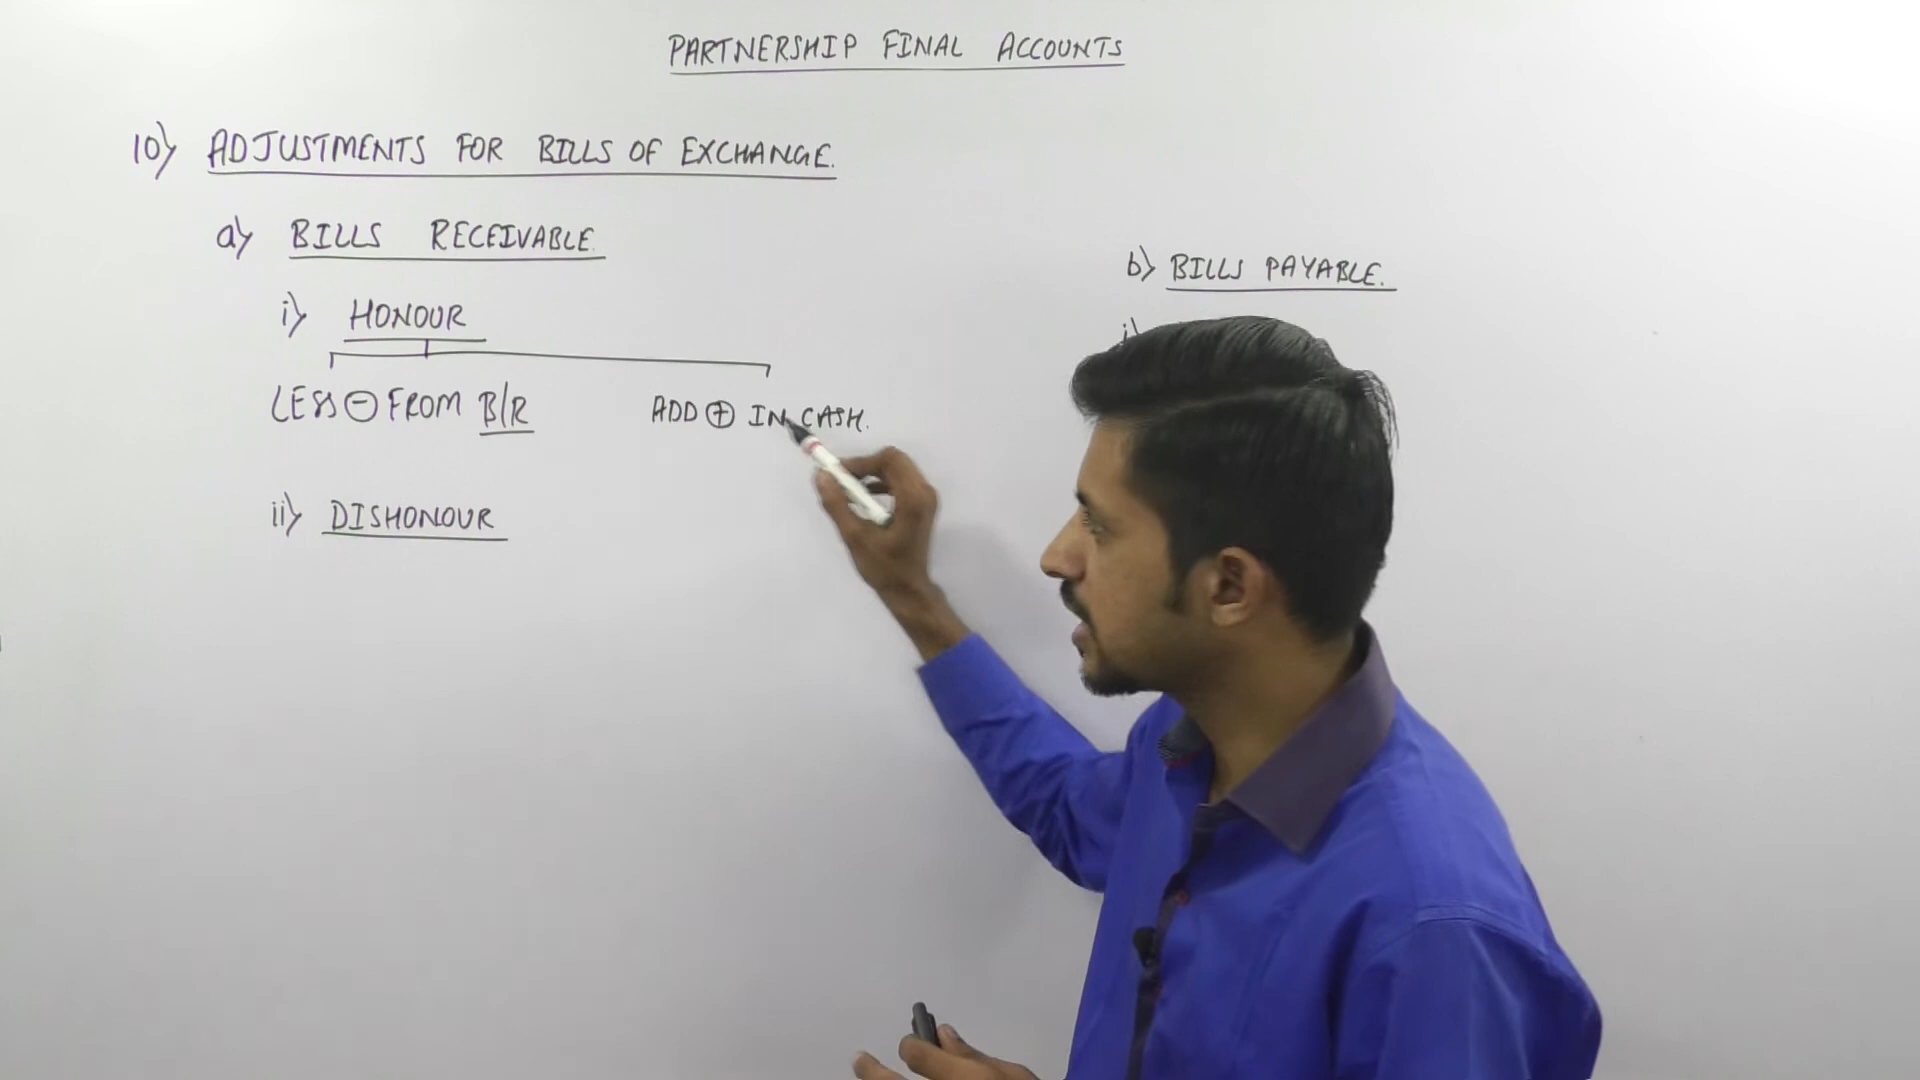 PARTNERSHIP FINAL ACCOUNTS
10) ADJUSTMENTS FOR BILLS OF EXCHANGE.
a) BILLS RECEIVABLE.
i) HONOUR
LESS ⊖ FROM B/R
ADD ⊕ IN CASH.
ii) DISHONOUR
b) BILLS PAYABLE.
i)